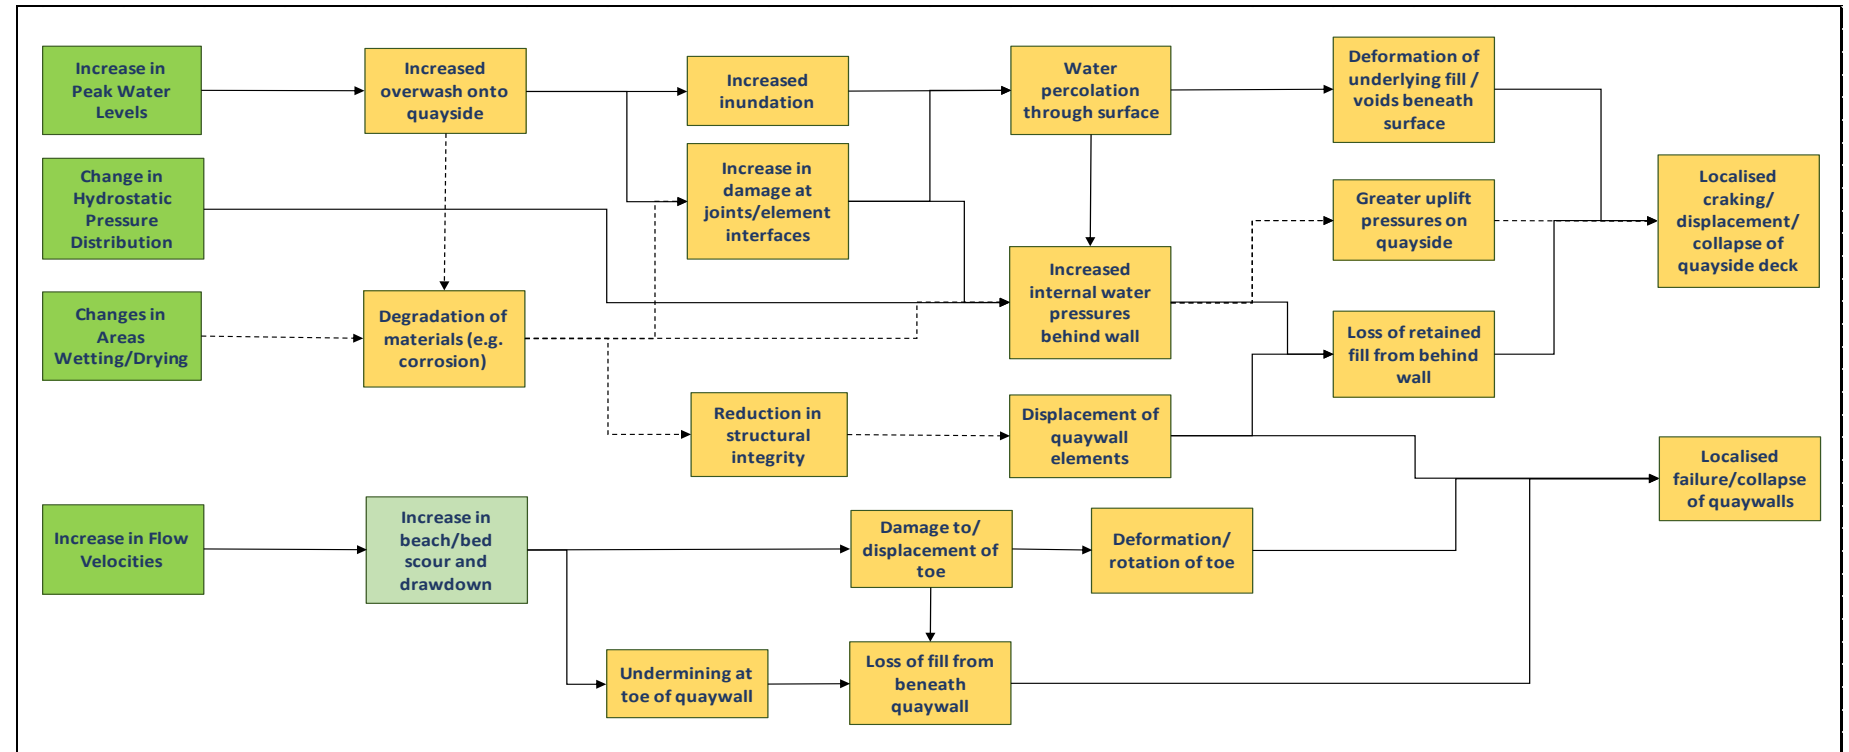 Increase in
Peak Water
Levels
Increased
overwash onto
quayside
Increased
inundation
Water
percolation
through surface
Deformation of
underlying fill /
voids beneath
surface
Change in
Hydrostatic
Pressure
Distribution
Increase in
damage at
joints/element
interfaces
Greater uplift
pressures on
quayside
Localised
craking/
displacement/
collapse of
quayside deck
Changes in
Areas
Wetting/Drying
Degradation of
materials (e.g.
corrosion)
Increased
internal water
pressures
behind wall
Loss of retained
fill from behind
wall
Reduction in
structural
integrity
Displacement of
quaywall
elements
Localised
failure/collapse
of quaywalls
Increase in Flow
Velocities
Increase in
beach/bed
scour and
drawdown
Damage to/
displacement of
toe
Deformation/
rotation of toe
Undermining at
toe of quaywall
Loss of fill from
beneath
quaywall